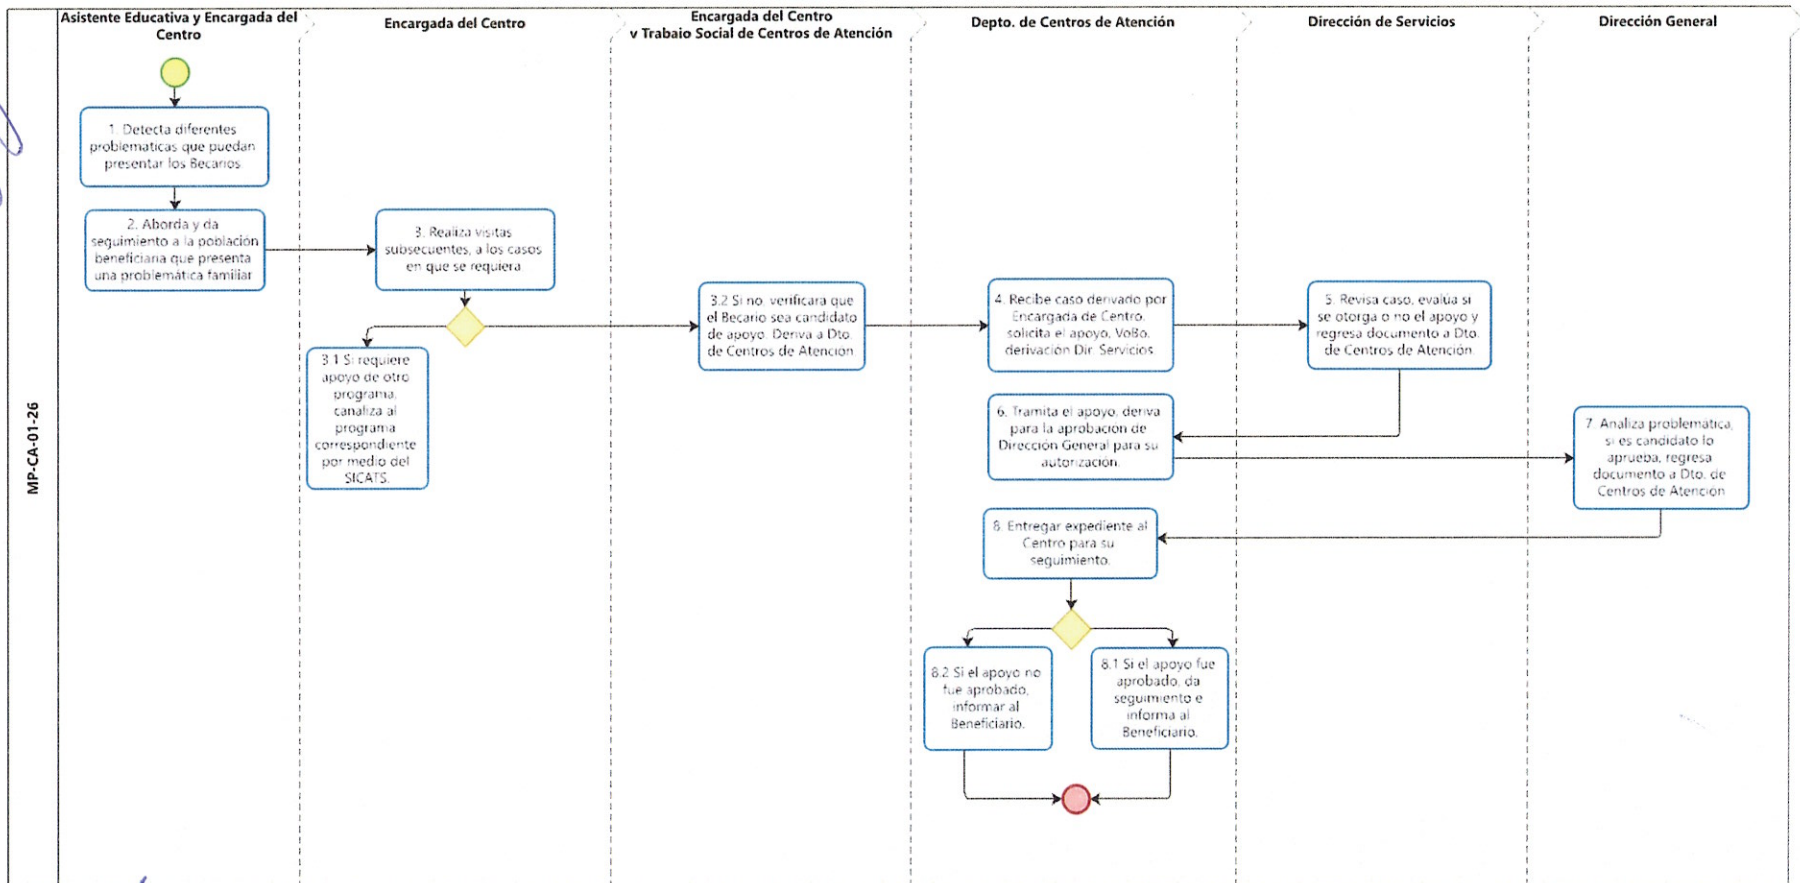 Asistente Educativa y Encargada del
Centro
Encargada del Centro
Encargada del Centro
v Trabaio Social de Centros de Atención
Depto. de Centros de Atención
Dirección de Servicios
Dirección General
MP-CA-01-26
1. Detecta diferentes
problematicas que puedan
presentar los Becarios
2. Aborda y da
seguimiento a la población
beneficiaria que presenta
una problemática familiar
3. Realiza visitas
subsecuentes, a los casos
en que se requiera
3.1 Si requiere
apoyo de otro
programa,
canaliza al
programa
correspondiente
por medio del
SICATS.
3.2 Si no, verificara que
el Becario sea candidato
de apoyo. Deriva a Dto.
de Centros de Atención
4. Recibe caso derivado por
Encargada de Centro,
solicita el apoyo, VoBo,
derivación Dir. Servicios
5. Revisa caso, evalúa si
se otorga o no el apoyo y
regresa documento a Dto.
de Centros de Atención.
6. Tramita el apoyo, deriva
para la aprobación de
Dirección General para su
autorización.
7. Analiza problemática,
si es candidato lo
aprueba, regresa
documento a Dto. de
Centros de Atención
8. Entregar expediente al
Centro para su
seguimiento.
8.2 Si el apoyo no
fue aprobado,
informar al
Beneficiario.
8.1 Si el apoyo fue
aprobado, da
seguimiento e
informa al
Beneficiario.